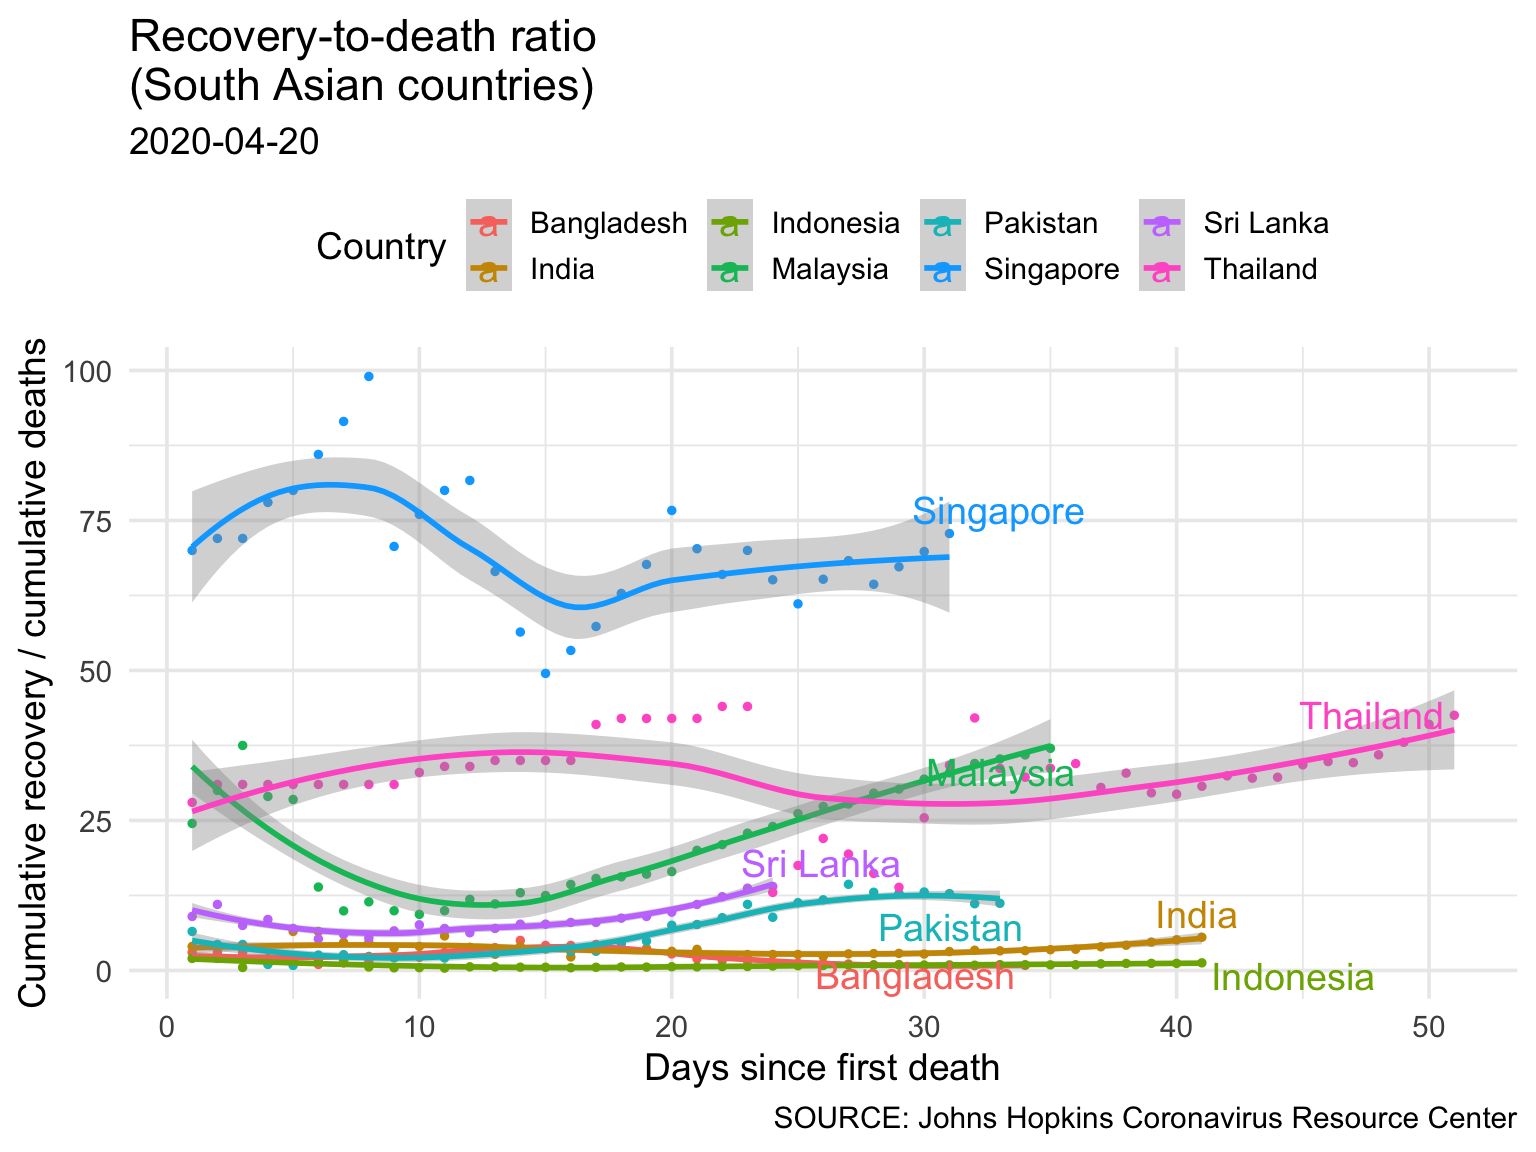 Recovery-to-death ratio
(South Asian countries)
2020-04-20
Country
a Bangladesh a Indonesia a Pakistan a Sri Lanka
a India a Malaysia a Singapore a Thailand
Cumulative recovery / cumulative deaths
100
75
50
25
0
Singapore
Thailand
Malaysia
Sri Lanka
India
Pakistan
Bangladesh
Indonesia
0 10 20 30 40 50
Days since first death
SOURCE: Johns Hopkins Coronavirus Resource Center